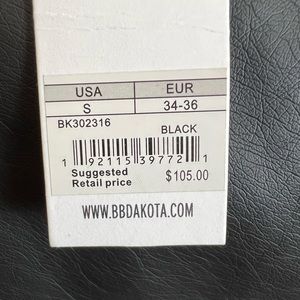 USA EUR
S 34-36
BK302316
BLACK
1 92115 39772 1
Suggested
Retail price $105.00
WWW.BBDAKOTA.COM